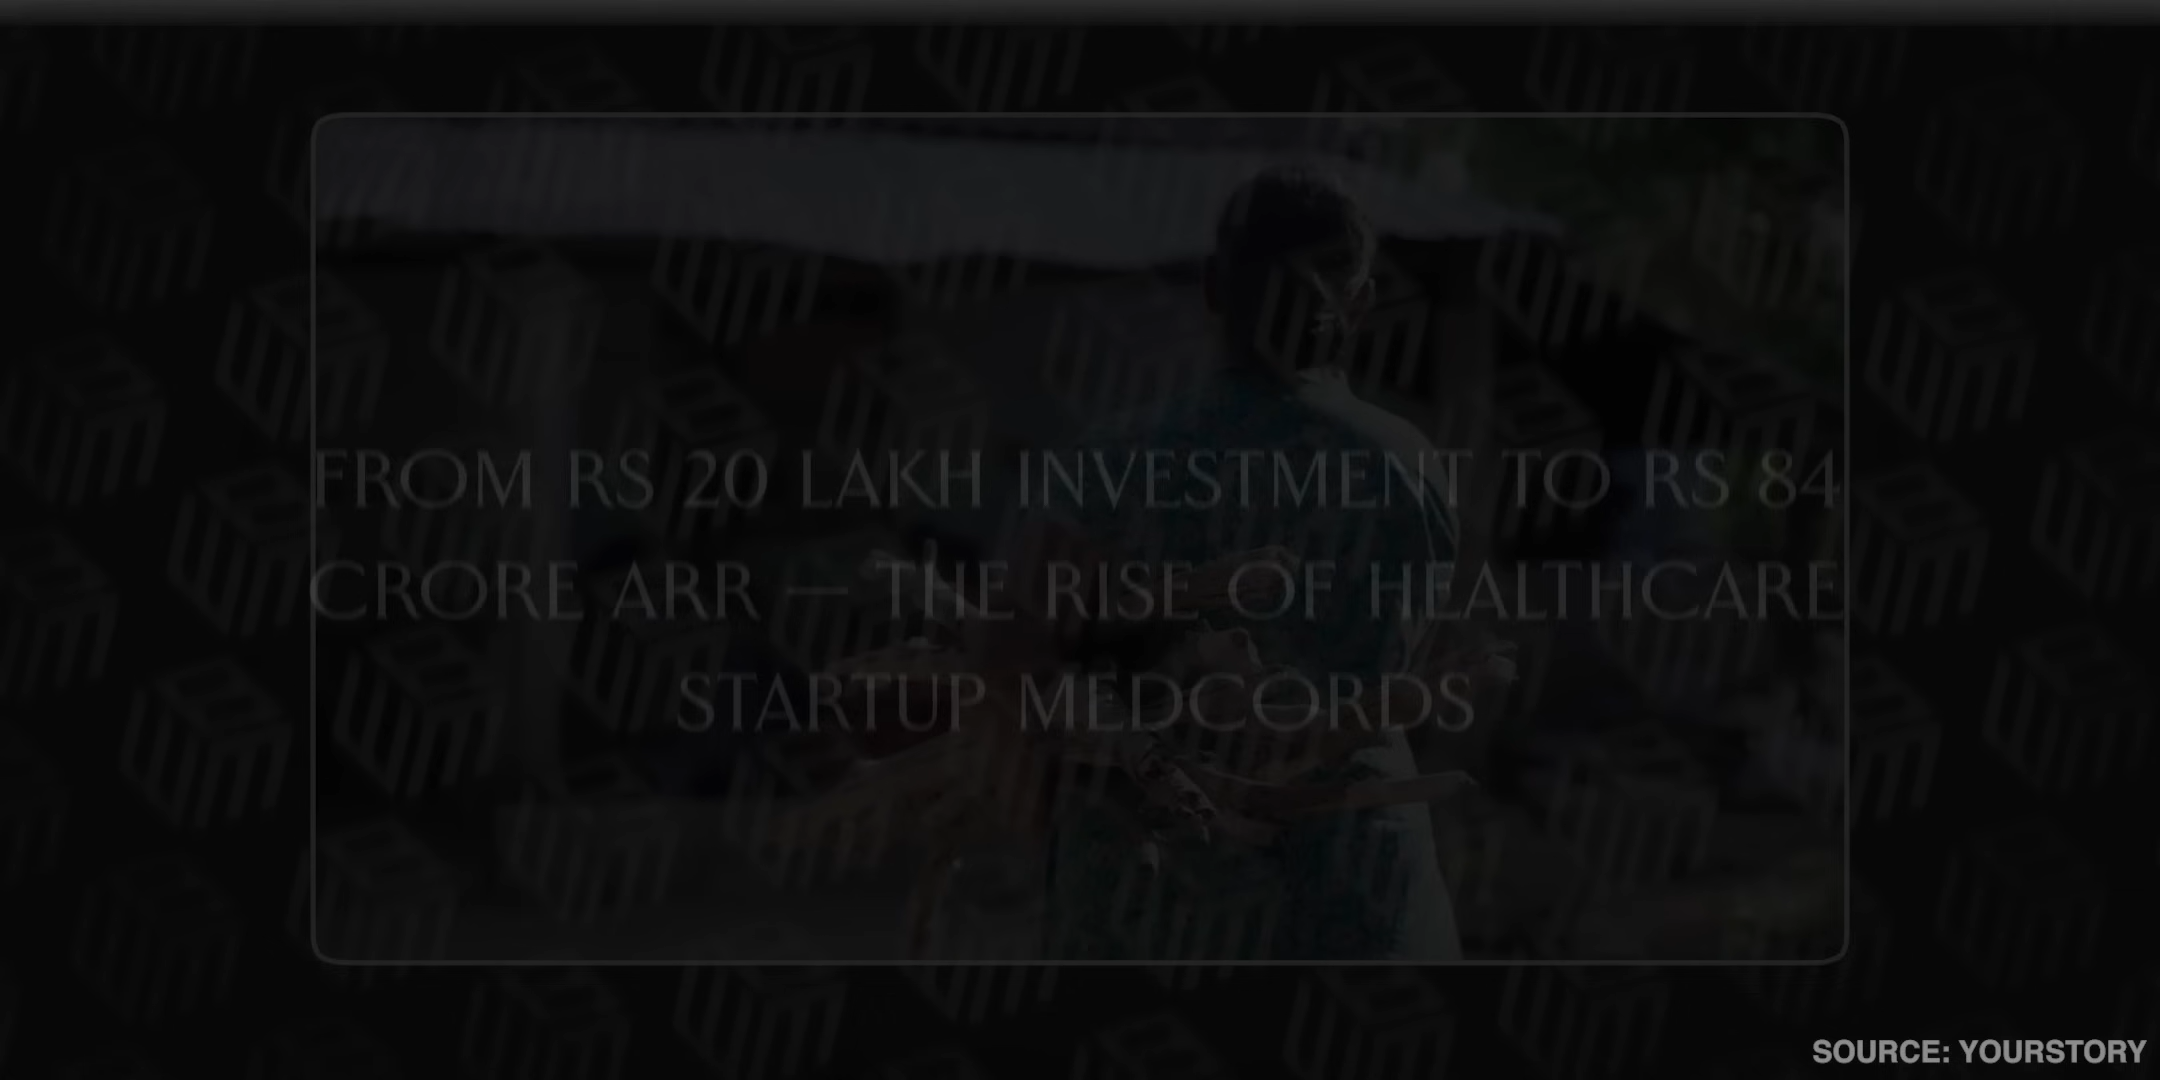 FROM RS 20 LAKH INVESTMENT TO RS 84
CRORE ARR — THE RISE OF HEALTHCARE
STARTUP MEDCORDS
SOURCE: YOURSTORY